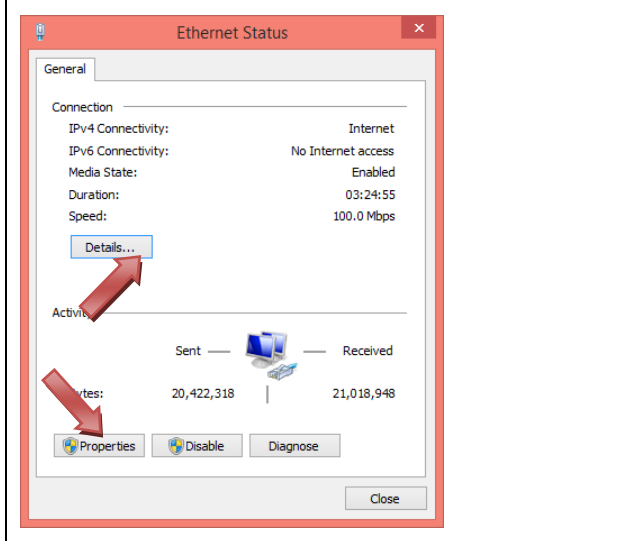 Ethernet Status
General
Connection
IPv4 Connectivity: Internet
IPv6 Connectivity: No Internet access
Media State: Enabled
Duration: 03:24:55
Speed: 100.0 Mbps
Details...
Sent Received
20,422,318 21,018,948
Properties Disable Diagnose
Close